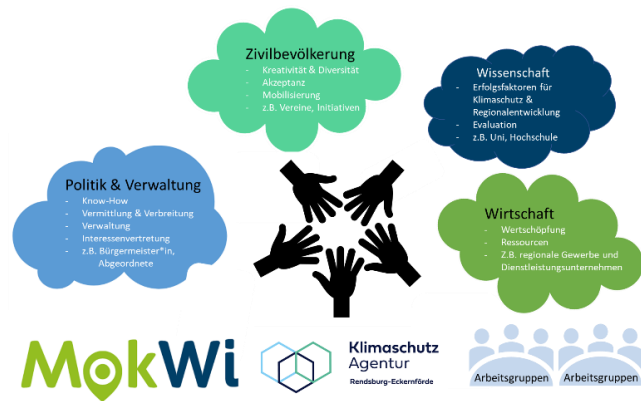 Zivilbevölkerung
- Kreativität & Diversität
- Akzeptanz
- Mobilisierung
- z.B. Vereine, Initiativen
Wissenschaft
- Erfolgsfaktoren für
Klimaschutz &
Regionalentwicklung
- Evaluation
- z.B. Uni, Hochschule
Politik & Verwaltung
- Know-How
- Vermittlung & Verbreitung
- Verwaltung
- Interessenvertretung
- z.B. Bürgermeister*in,
Abgeordnete
Wirtschaft
- Wertschöpfung
- Ressourcen
- Z.B. regionale Gewerbe und
Dienstleistungsunternehmen
MokWi
Klimaschutz
Agentur
Rendsburg-Eckernförde
Arbeitsgruppen
Arbeitsgruppen